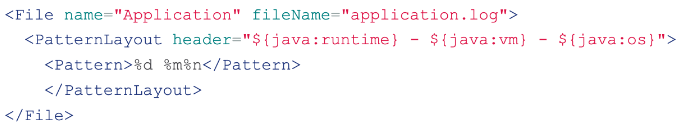 <File name="Application" fileName="application.log">
<PatternLayout header="${java:runtime} - ${java:vm} - ${java:os}">
<Pattern>%d %m%n</Pattern>
</PatternLayout>
</File>